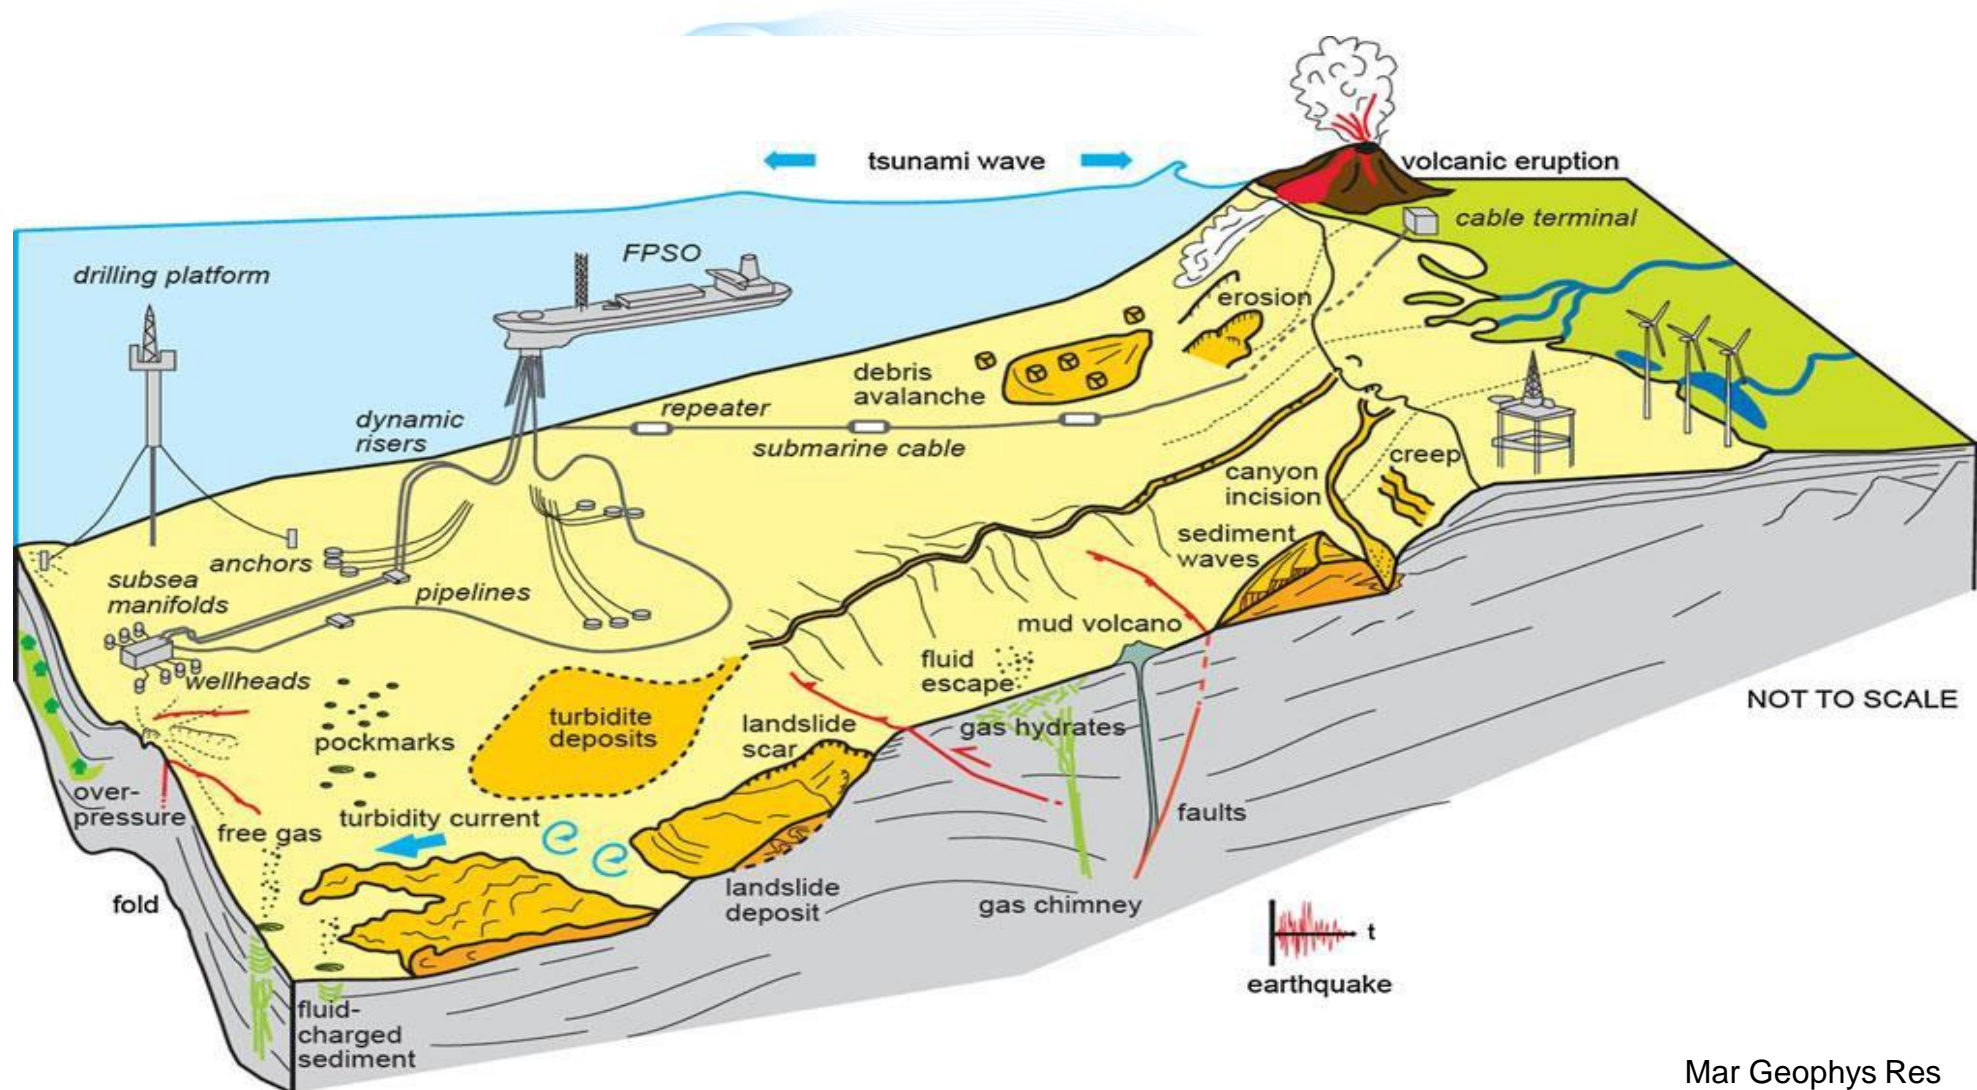 tsunami wave
volcanic eruption
cable terminal
FPSO
drilling platform
erosion
debris
avalanche
repeater
dynamic
risers
submarine cable
creep
canyon
incision
sediment
waves
anchors
subsea
manifolds
pipelines
mud volcano
fluid
escape
wellheads
NOT TO SCALE
turbidite
deposits
landslide
scar
gas hydrates
pockmarks
over-
pressure
faults
turbidity current
free gas
landslide
deposit
fold
gas chimney
t
earthquake
fluid-
charged
sediment
Mar Geophys Res